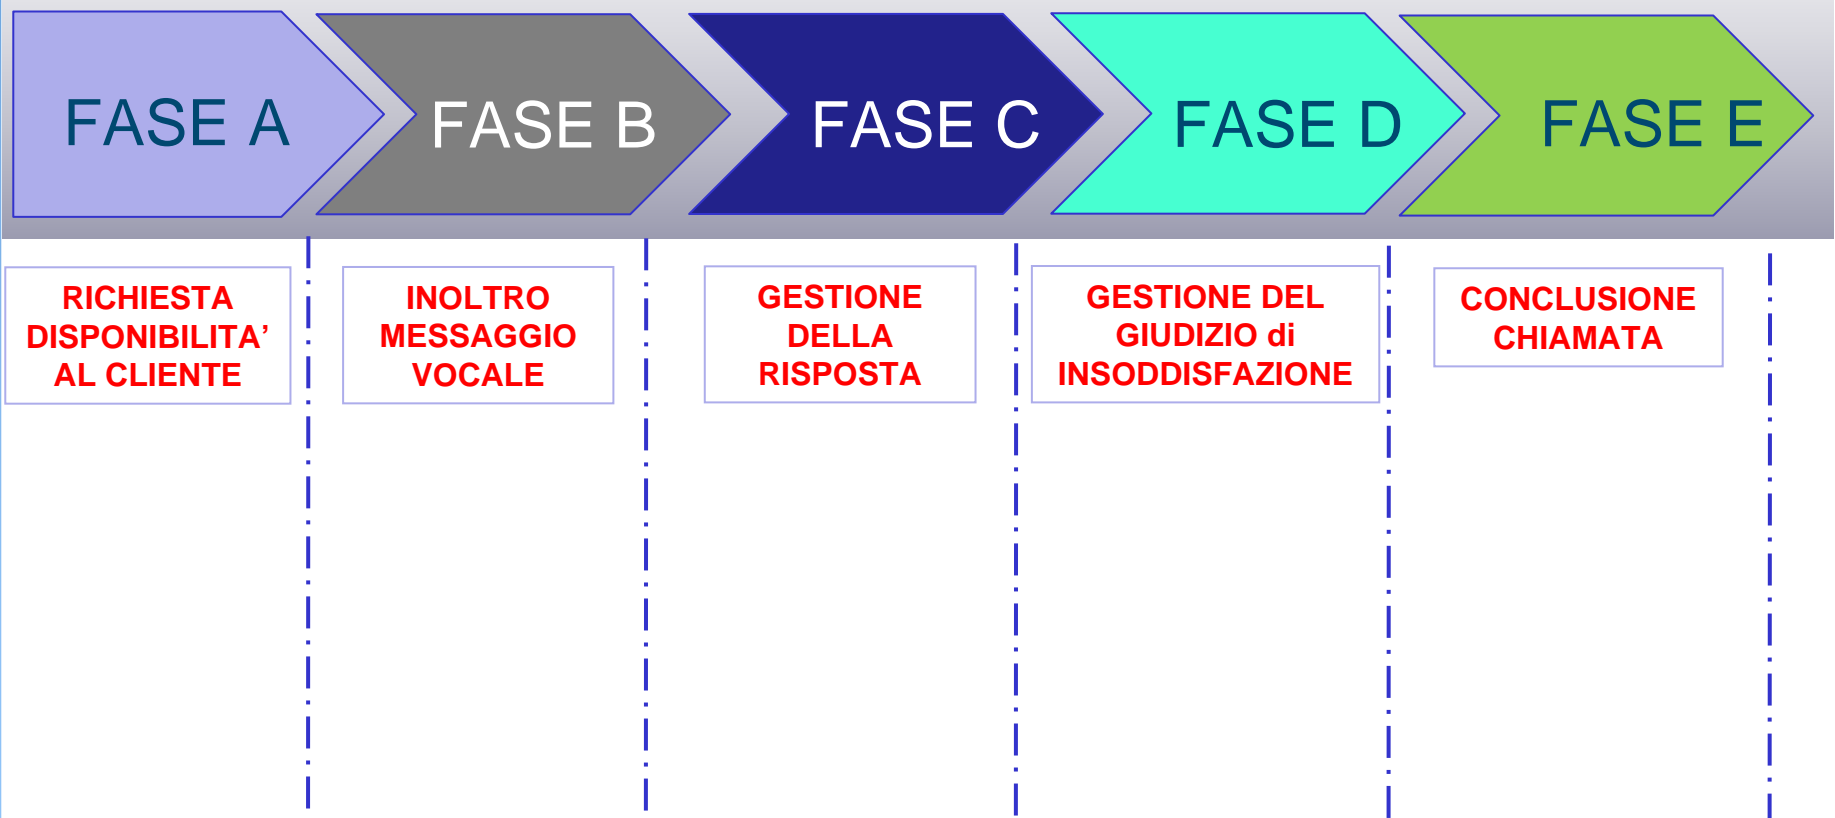 FASE A
FASE B
FASE C
FASE D
FASE E
RICHIESTA
DISPONIBILITA’
AL CLIENTE
INOLTRO
MESSAGGIO
VOCALE
GESTIONE
DELLA
RISPOSTA
GESTIONE DEL
GIUDIZIO di
INSODDISFAZIONE
CONCLUSIONE
CHIAMATA